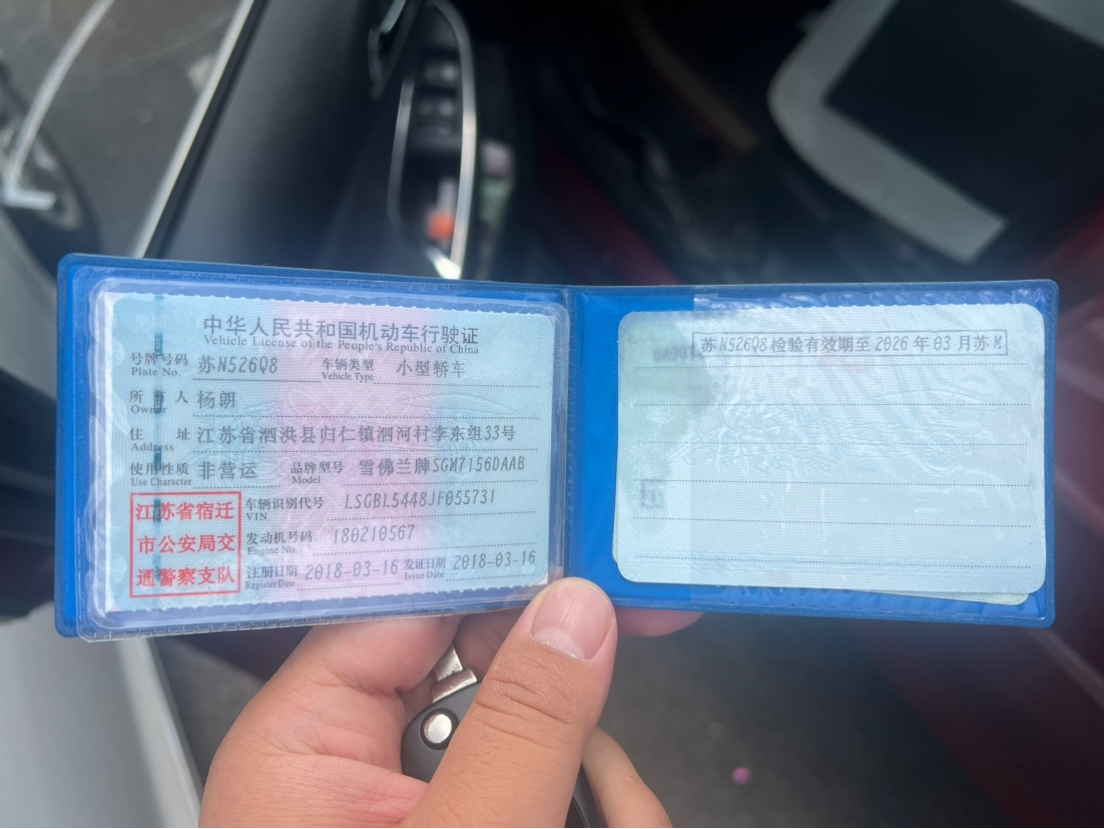 中华人民共和国机动车行驶证
Vehicle License of the People's Republic of China
号牌号码 Plate No. 苏N526Q8 车辆类型 Vehicle Type 小型轿车
所有人 Owner 杨朗
住址 Address 江苏省泗洪县归仁镇泗河村李东组33号
使用性质 Use Character 非营运 品牌型号 Model 雪佛兰牌SGM7156DAAB
江苏省宿迁
市公安局交
通警察支队
车辆识别代号 VIN LSGBL5448JF055731
发动机号码 Engine No. 180210567
注册日期 Register Date 2018-03-16 发证日期 Issue Date 2018-03-16
苏N526Q8 检验有效期至 2026 年 03 月苏 M